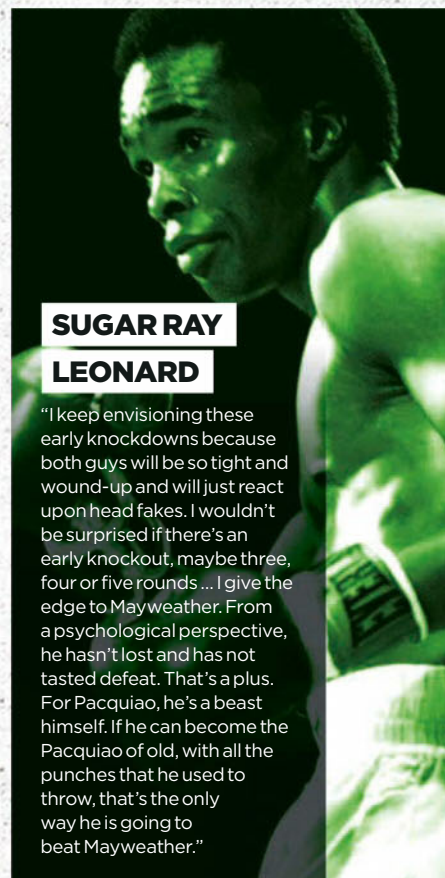 SUGAR RAY
LEONARD
“I keep envisioning these
early knockdowns because
both guys will be so tight and
wound-up and will just react
upon head fakes. I wouldn’t
be surprised if there’s an
early knockout, maybe three,
four or five rounds ... I give the
edge to Mayweather. From
a psychological perspective,
he hasn’t lost and has not
tasted defeat. That’s a plus.
For Pacquiao, he’s a beast
himself. If he can become the
Pacquiao of old, with all the
punches that he used to
throw, that’s the only
way he is going to
beat Mayweather.”